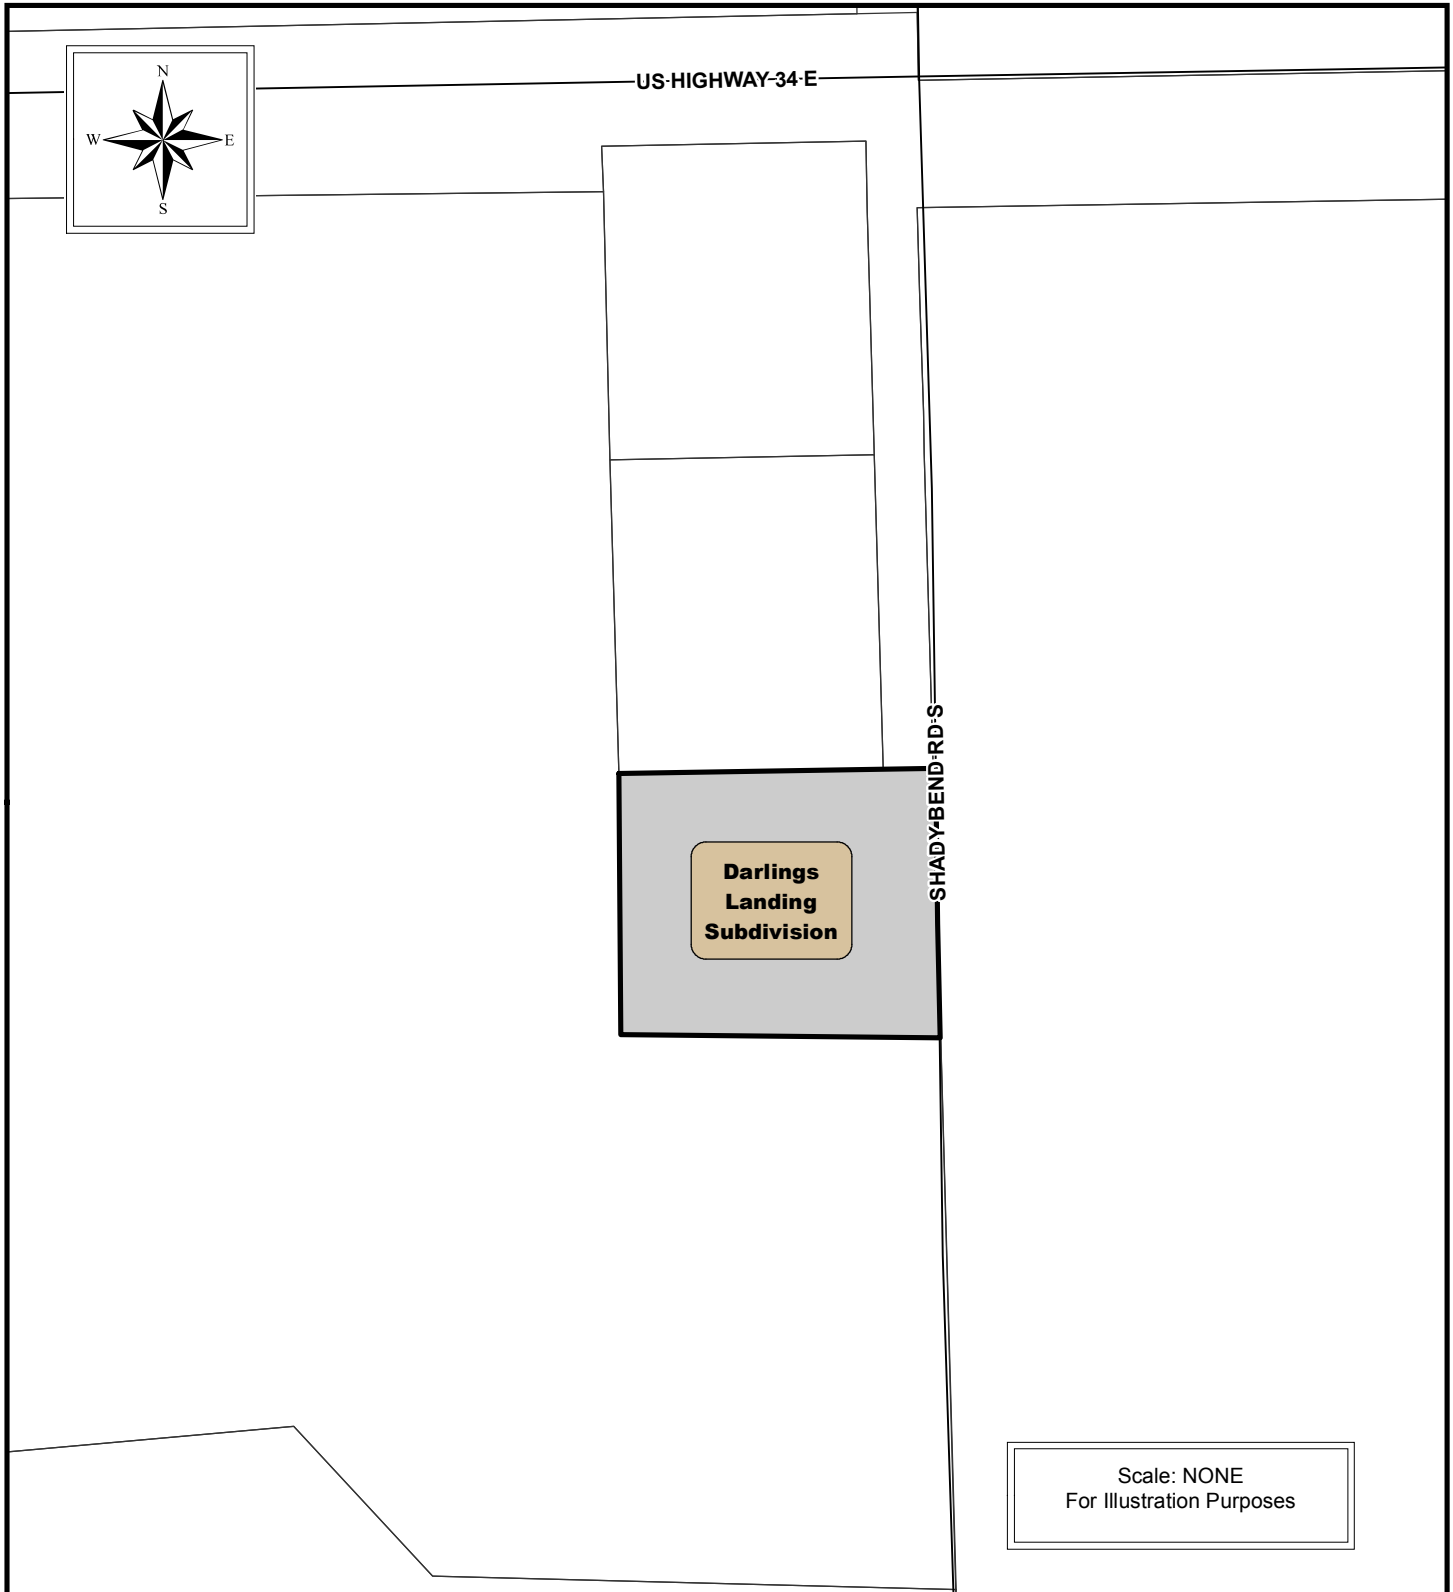 US HIGHWAY 34 E
N
W
E
S
SHADY BEND RD S
Darlings
Landing
Subdivision
Scale: NONE
For Illustration Purposes